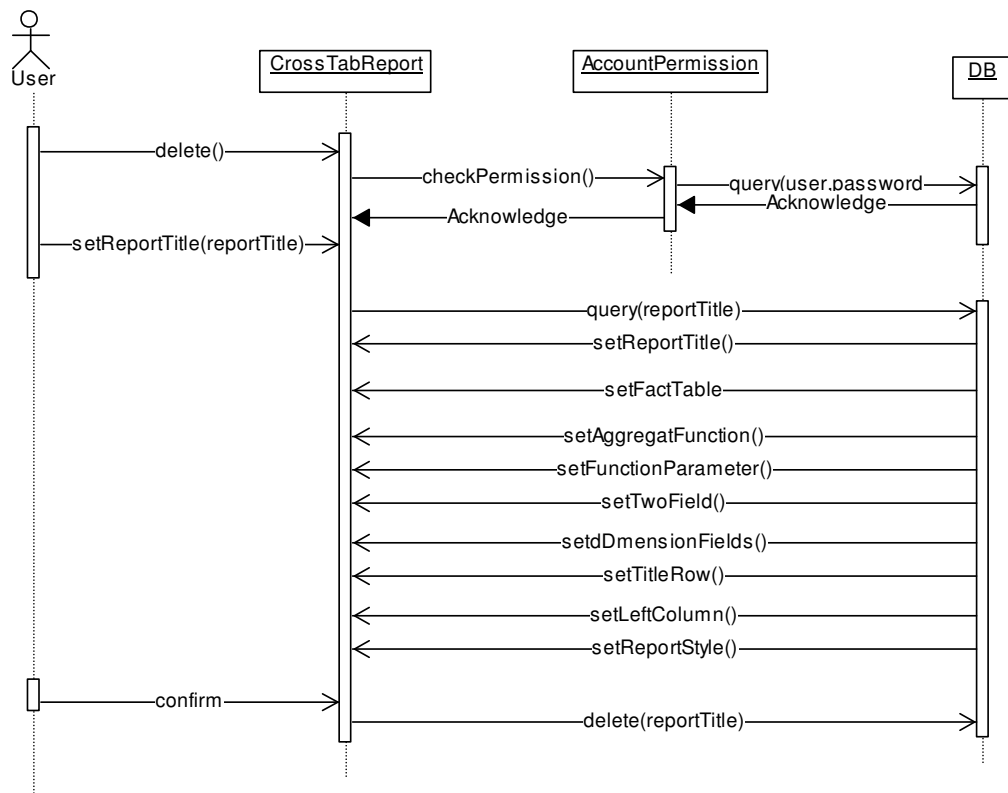 User
CrossTabReport
AccountPermission
DB
delete()
checkPermission()
query(user,password
Acknowledge
Acknowledge
setReportTitle(reportTitle)
query(reportTitle)
setReportTitle()
setFactTable
setAggregatFunction()
setFunctionParameter()
setTwoField()
setdDmensionFields()
setTitleRow()
setLeftColumn()
setReportStyle()
confirm
delete(reportTitle)